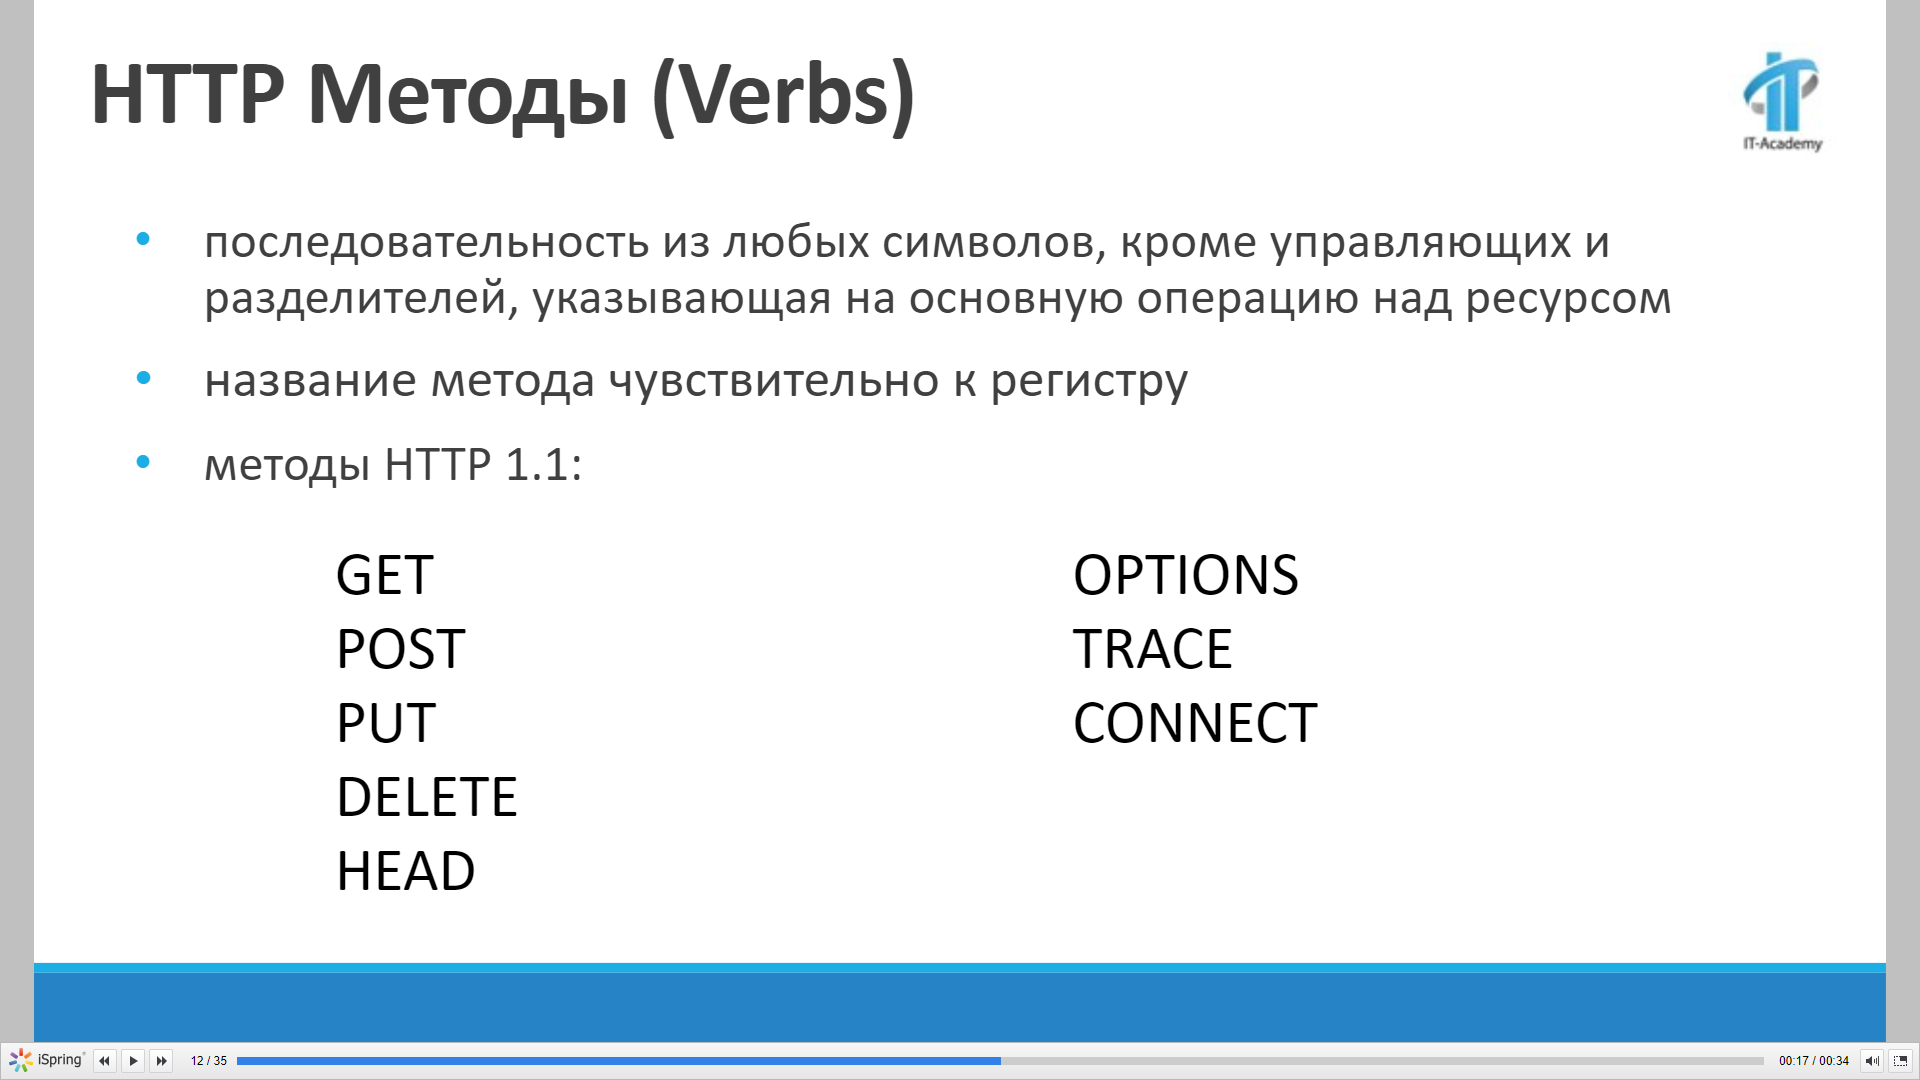 HTTP Методы (Verbs)
IT-Academy
• последовательность из любых символов, кроме управляющих и
разделителей, указывающая на основную операцию над ресурсом
• название метода чувствительно к регистру
• методы HTTP 1.1:
GET
POST
PUT
DELETE
HEAD
OPTIONS
TRACE
CONNECT
iSpring
12 / 35
00:17 / 00:34